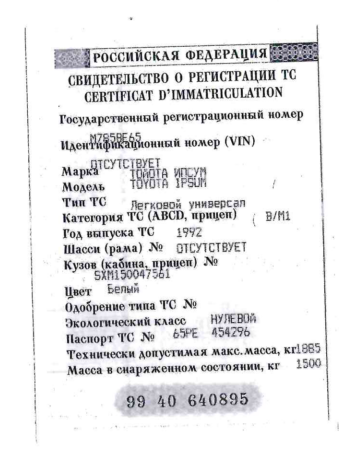 РОССИЙСКАЯ ФЕДЕРАЦИЯ
СВИДЕТЕЛЬСТВО О РЕГИСТРАЦИИ ТС
CERTIFICAT D'IMMATRICULATION
Государственный регистрационный номер
М785ВЕ65
Идентификационный номер (VIN)
ОТСУТСТВУЕТ
Марка ТОЙОТА ИПСУМ
Модель TOYOTA IPSUM
Тип ТС Легковой универсал
Категория ТС (ABCD, прицеп) B/M1
Год выпуска ТС 1992
Шасси (рама) № ОТСУТСТВУЕТ
Кузов (кабина, прицеп) №
SXM150047561
Цвет Белый
Одобрение типа ТС №
Экологический класс НУЛЕВОЙ
Паспорт ТС № 65РЕ 454296
Технически допустимая макс.масса, кг1885
Масса в снаряженном состоянии, кг 1500
99 40 640895